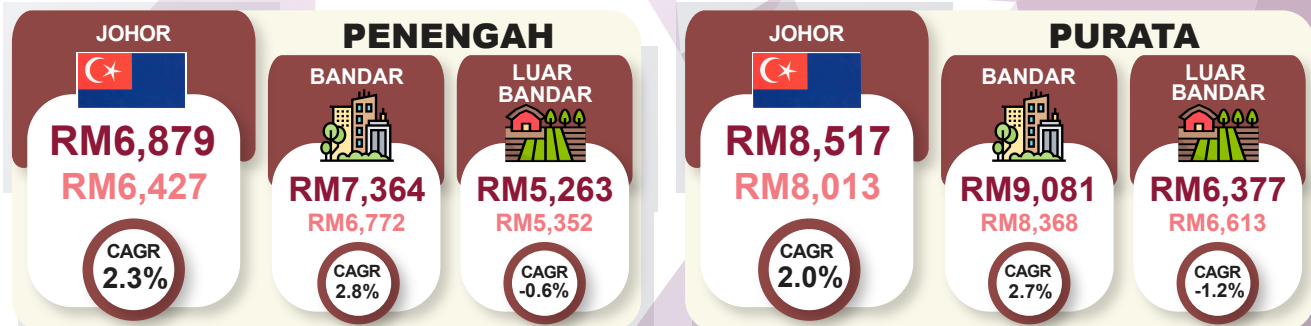 JOHOR
RM6,879
RM6,427
CAGR
2.3%
PENENGAH
BANDAR
RM7,364
RM6,772
CAGR
2.8%
LUAR
BANDAR
RM5,263
RM5,352
CAGR
-0.6%
JOHOR
RM8,517
RM8,013
CAGR
2.0%
PURATA
BANDAR
RM9,081
RM8,368
CAGR
2.7%
LUAR
BANDAR
RM6,377
RM6,613
CAGR
-1.2%